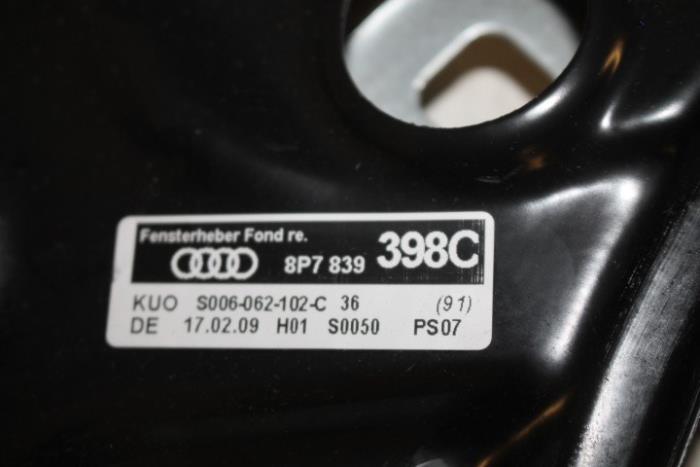 Fensterheber Fond re.
8P7 839 398C
KUO S006-062-102-C 36 (91)
DE 17.02.09 H01 S0050 PS07